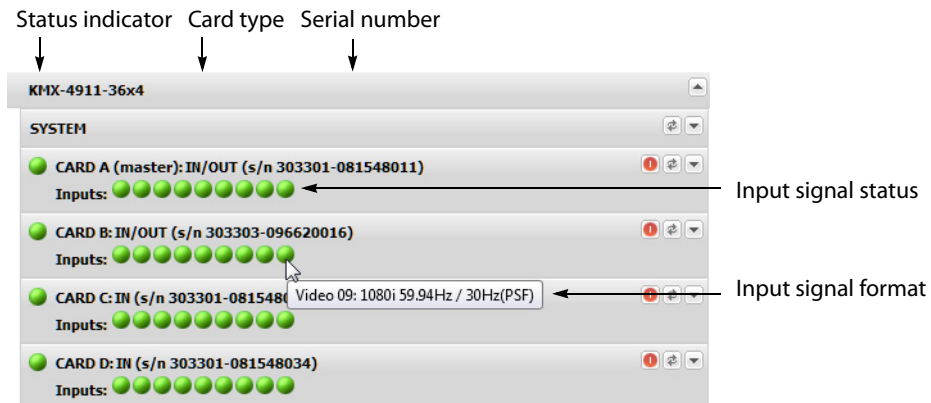 Status indicator Card type Serial number
KMX-4911-36x4
SYSTEM
CARD A (master): IN/OUT (s/n 303301-081548011)
Inputs:
Input signal status
CARD B: IN/OUT (s/n 303303-096620016)
Inputs:
Video 09: 1080i 59.94Hz / 30Hz(PSF)
Input signal format
CARD C: IN (s/n 303301-081548
Inputs:
CARD D: IN (s/n 303301-081548034)
Inputs: